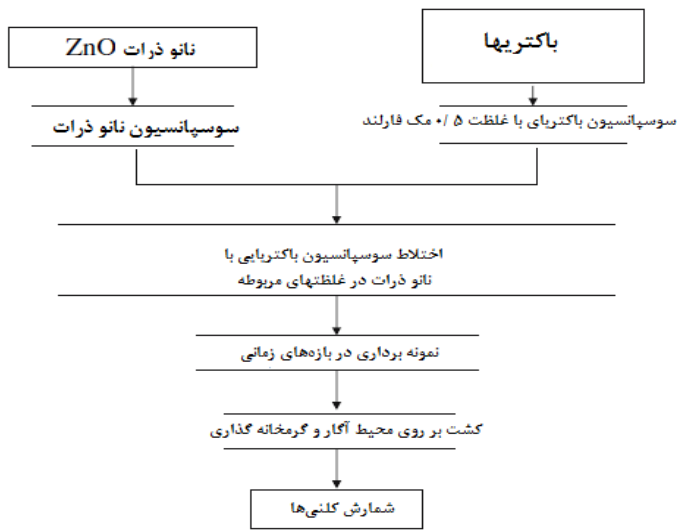 باکتریها
نانو ذرات ZnO
سوسپانسیون باکتریای با غلظت ۰/۵ مک فارلند
سوسپانسیون نانو ذرات
اختلاط سوسپانسیون باکتریایی با
نانو ذرات در غلظتهای مربوطه
نمونه برداری در بازه‌های زمانی
کشت بر روی محیط آگار و گرمخانه گذاری
شمارش کلنی‌ها